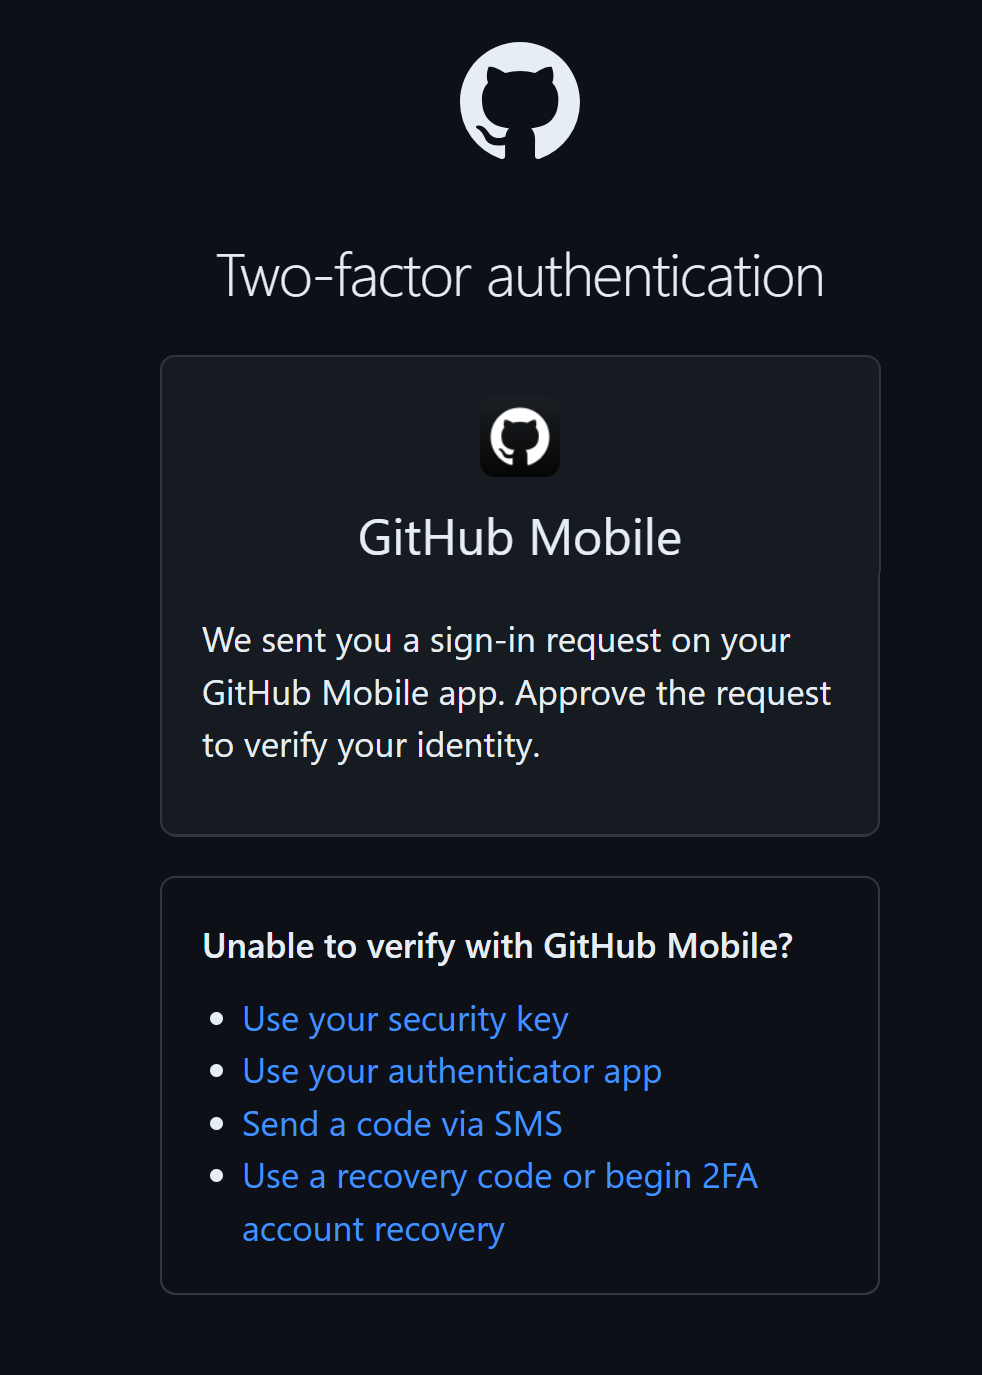 Two-factor authentication
GitHub Mobile
We sent you a sign-in request on your
GitHub Mobile app. Approve the request
to verify your identity.
Unable to verify with GitHub Mobile?
Use your security key
Use your authenticator app
Send a code via SMS
Use a recovery code or begin 2FA
account recovery